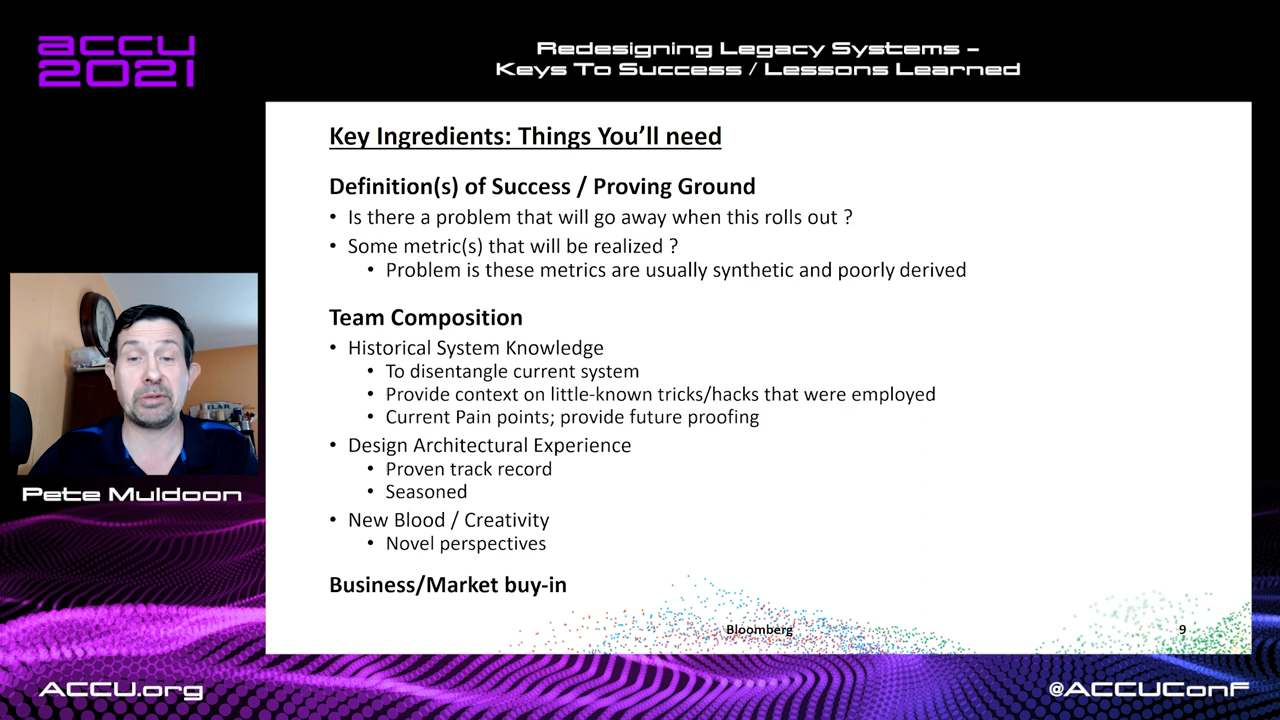 accu
2021
Redesigning Legacy Systems –
Keys To Success / Lessons Learned
Key Ingredients: Things You'll need
Definition(s) of Success / Proving Ground
• Is there a problem that will go away when this rolls out ?
• Some metric(s) that will be realized ?
• Problem is these metrics are usually synthetic and poorly derived
Team Composition
• Historical System Knowledge
• To disentangle current system
• Provide context on little-known tricks/hacks that were employed
• Current Pain points; provide future proofing
• Design Architectural Experience
• Proven track record
• Seasoned
• New Blood / Creativity
• Novel perspectives
Business/Market buy-in
Bloomberg
9
Pete Muldoon
ACCU.org
@ACCUConF